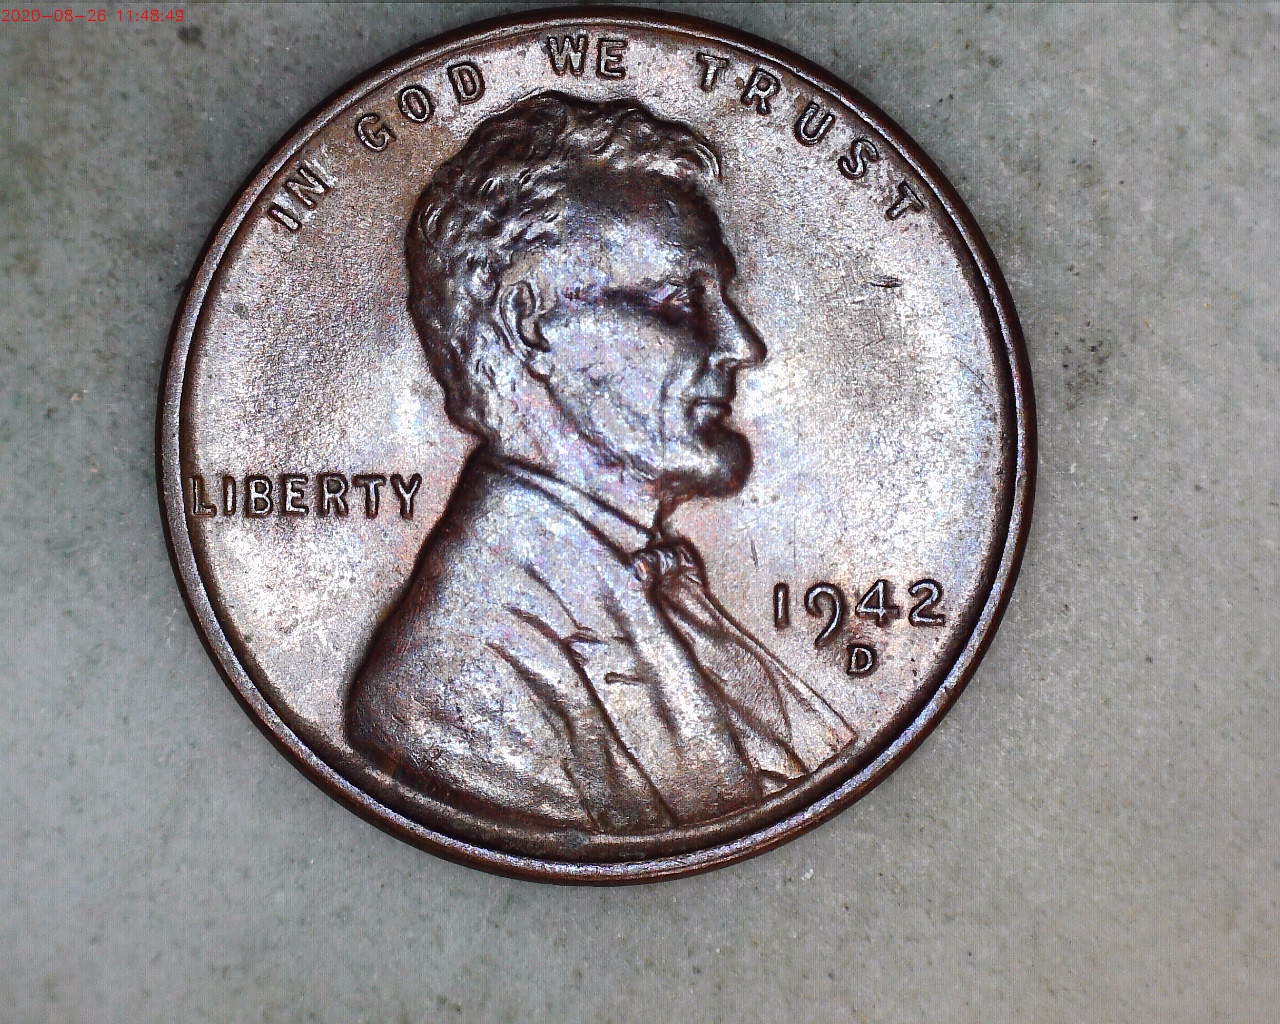 2020-08-26 11:48:49
IN GOD WE TRUST
LIBERTY
1942
D